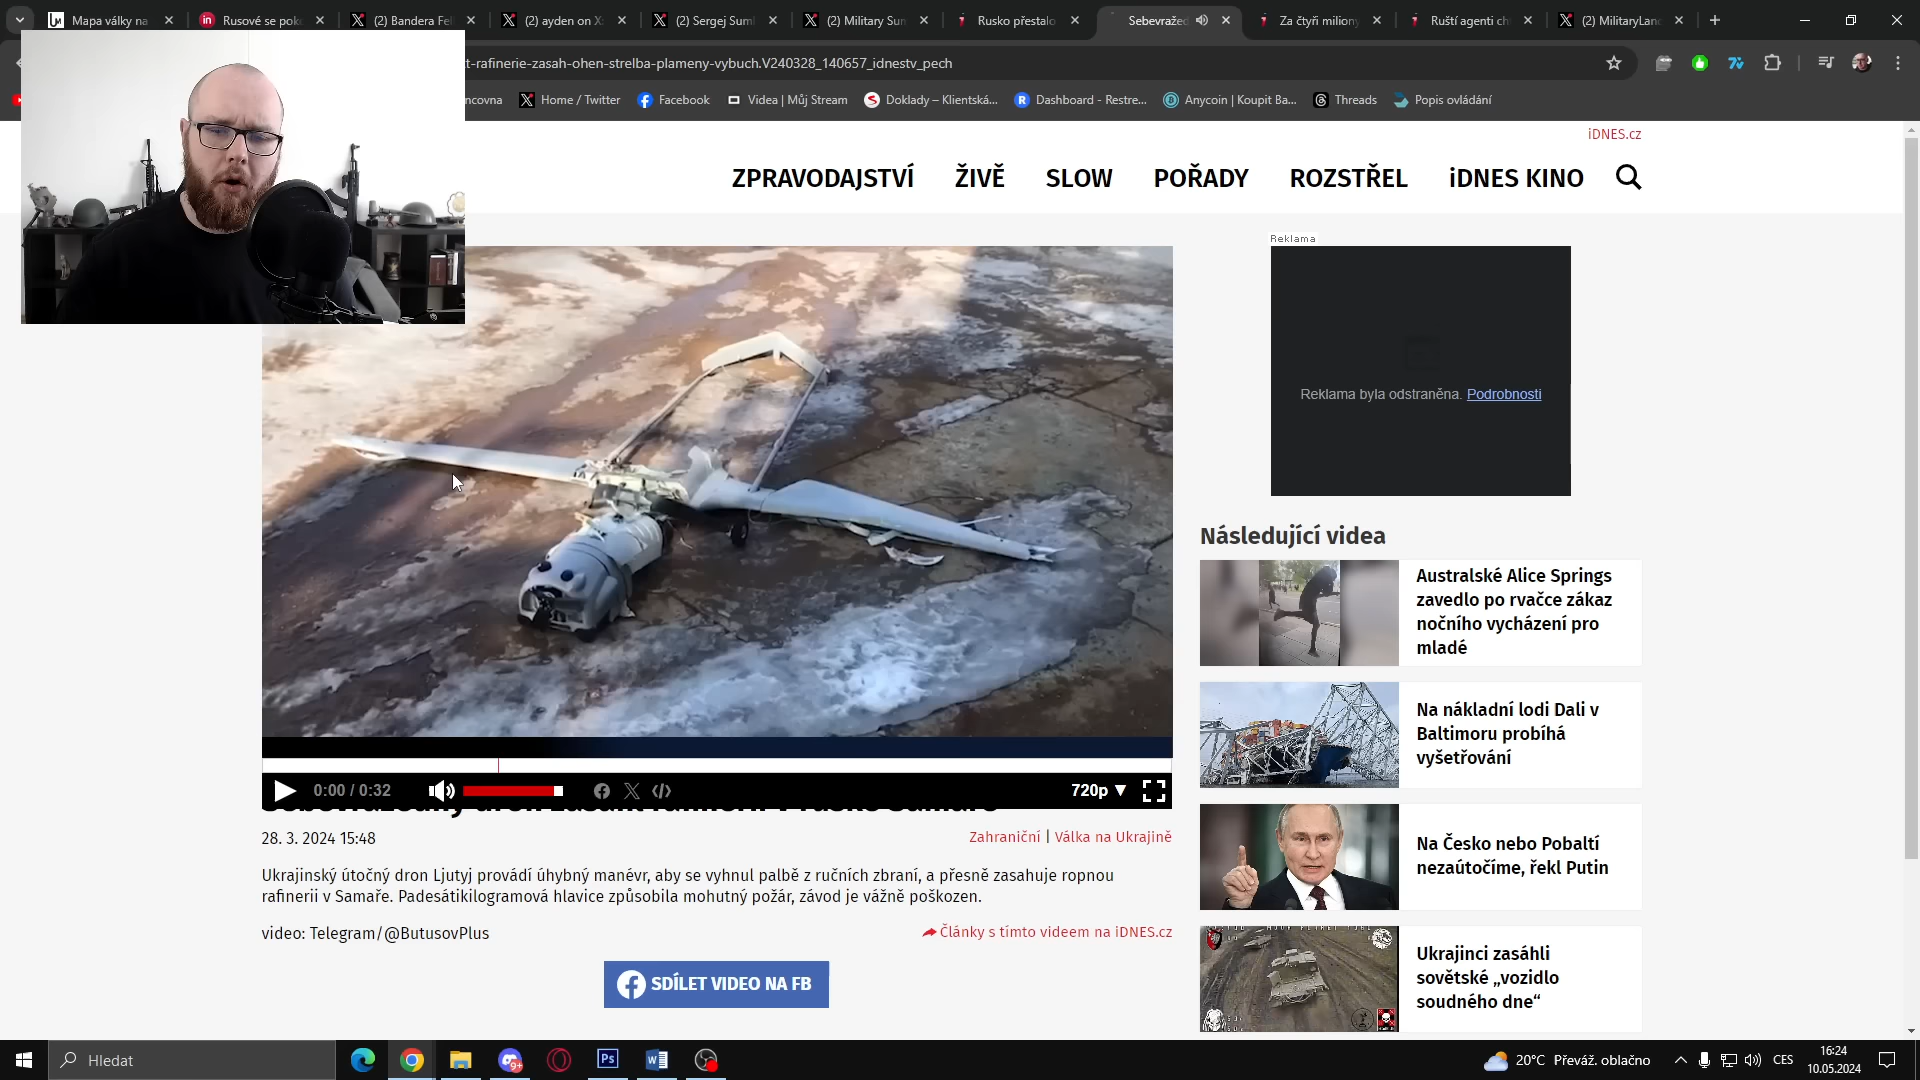 Mapa války na
Rusové se pok
(2) Bandera Fel
(2) ayden on X:
(2) Sergej Suml
(2) Military Sum
Rusko přestalo
Sebevražed
Za čtyři miliony
Ruští agenti ch
(2) MilitaryLand
t-rafinerie-zasah-ohen-strelba-plameny-vybuch.V240328_140657_idnestv_pech
ncovna
Home / Twitter
Facebook
Videa | Můj Stream
Doklady – Klientská...
Dashboard - Restre...
Anycoin | Koupit Ba...
Threads
Popis ovládání
iDNES.cz
ZPRAVODAJSTVÍ ŽIVĚ SLOW POŘADY ROZSTŘEL iDNES KINO
Reklama
Reklama byla odstraněna. Podrobnosti
0:00 / 0:32
720p
Sebevražedný dron zasáhl rafinerii v ruské Samaře
28. 3. 2024 15:48
Zahraniční | Válka na Ukrajině
Ukrajinský útočný dron Ljutyj provádí úhybný manévr, aby se vyhnul palbě z ručních zbraní, a přesně zasahuje ropnou
rafinerii v Samaře. Padesátikilogramová hlavice způsobila mohutný požár, závod je vážně poškozen.
video: Telegram/@ButusovPlus
Články s tímto videem na iDNES.cz
SDÍLET VIDEO NA FB
Následující videa
Australské Alice Springs
zavedlo po rvačce zákaz
nočního vycházení pro
mladé
Na nákladní lodi Dali v
Baltimoru probíhá
vyšetřování
Na Česko nebo Pobaltí
nezaútočíme, řekl Putin
Ukrajinci zasáhli
sovětské „vozidlo
soudného dne“
Hledat
20°C Převáž. oblačno
CES
16:24
10.05.2024